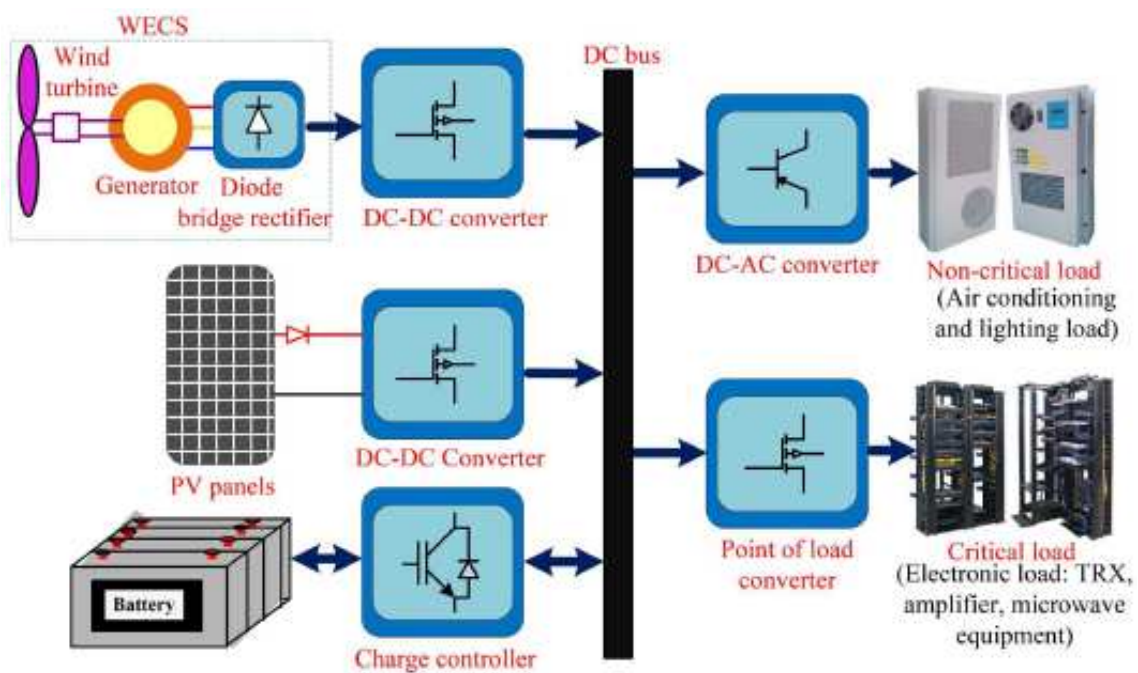 WECS
Wind
turbine
Generator
Diode
bridge rectifier
DC-DC converter
DC bus
DC-AC converter
Non-critical load
(Air conditioning
and lighting load)
PV panels
DC-DC Converter
Battery
Charge controller
Point of load
converter
Critical load
(Electronic load: TRX,
amplifier, microwave
equipment)